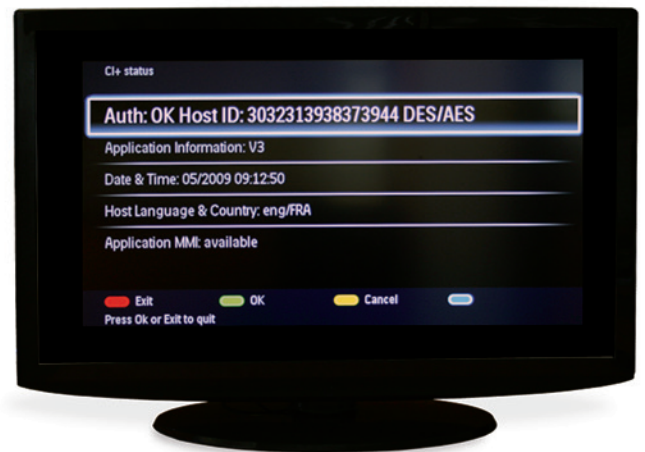 CI+ status
Auth: OK Host ID: 3032313938373944 DES/AES
Application Information: V3
Date & Time: 05/2009 09:12:50
Host Language & Country: eng/FRA
Application MMI: available
Exit OK Cancel
Press Ok or Exit to quit